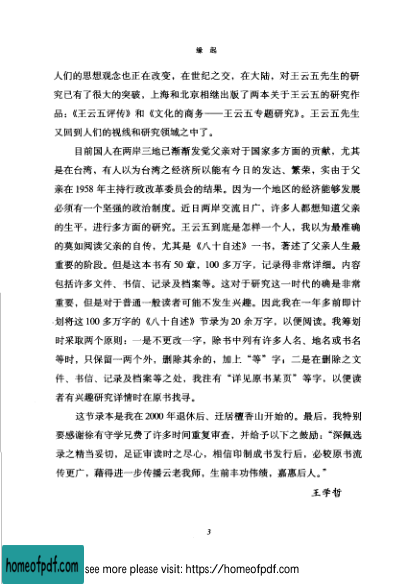 缘 起
人们的思想观念也正在改变，在世纪之交，在大陆，对王云五先生的研
究已有了很大的突破，上海和北京相继出版了两本关于王云五的研究作
品：《王云五评传》和《文化的商务——王云五专题研究》。王云五先生
又回到人们的视线和研究领域之中了。
目前国人在两岸三地已渐渐发觉父亲对于国家多方面的贡献，尤其
是在台湾，有人以为台湾之经济所以能有今日的发达、繁荣，实由于父
亲在 1958 年主持行政改革委员会的结果。因为一个地区的经济能够发展
必须有一个坚强的政治制度。近日两岸交流日广，许多人都想知道父亲
的生平，进行多方面的研究。王云五到底是怎样一个人，我以为最准确
的莫如阅读父亲的自传，尤其是《八十自述》一书，著述了父亲人生最
重要的阶段。但是这本书有 50 章，100 多万字，记录得非常详细。内容
包括许多文件、书信、记录及档案等。这对于研究这一时代的确是非常
重要，但是对于普通一般读者可能不发生兴趣。因此我在一年多前即计
划将这 100 多万字的《八十自述》节录为 20 余万字，以便阅读。我筹划
时采取两个原则：一是不更改一字，除书中列有许多人名、地名或书名
等时，只保留一两个外，删除其余的，加上“等”字；二是在删除之文
件、书信、记录及档案等之处，我注有“详见原书某页”等字，以便读
者有兴趣研究详情时在原书找寻。
这节录本是我在 2000 年退休后、迁居檀香山开始的。最后，我特别
要感谢徐有守学兄费了许多时间重复审查，并给予以下之鼓励：“深佩选
录之精当妥切，足证审读时之尽心，相信印制成书发行后，必较原书流
传更广，藉得进一步传播云老我师，生前丰功伟绩，嘉惠后人。”
王学哲
3
homeofpdf.com
see more please visit: https://homeofpdf.com